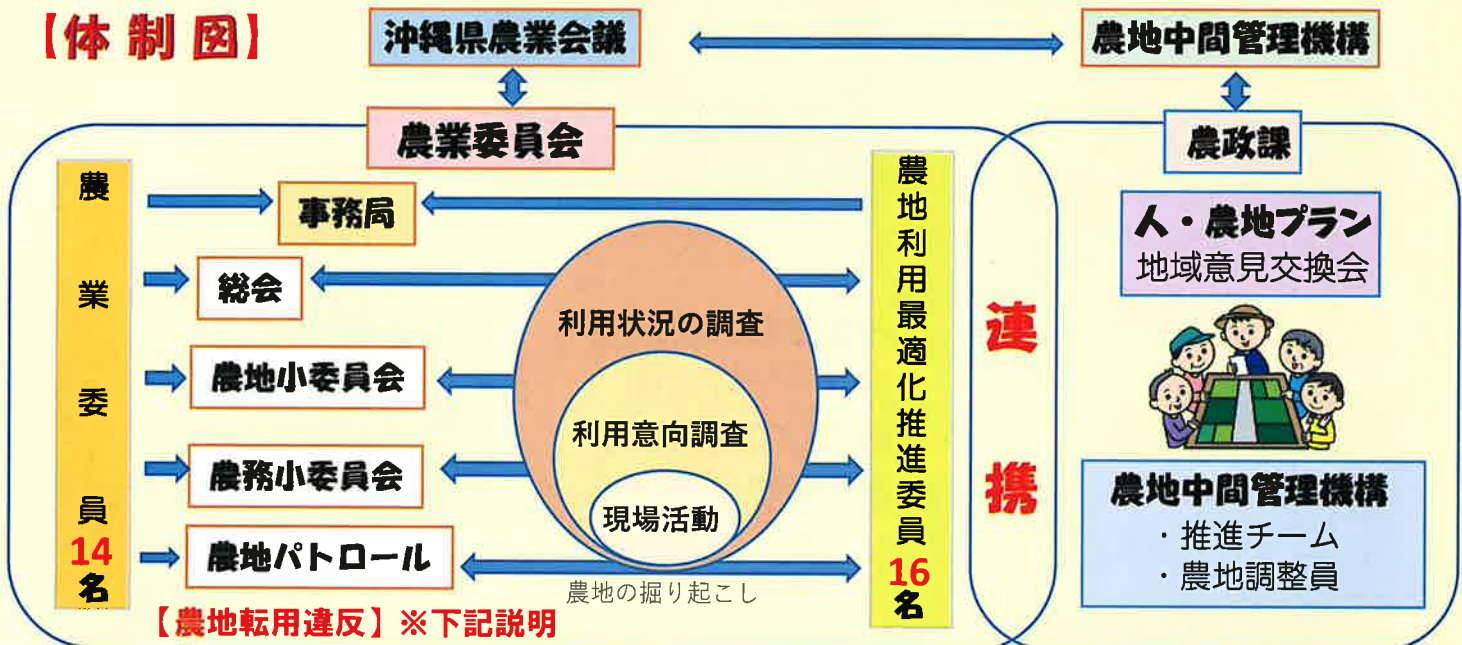 【体制図】
沖縄県農業会議
農地中間管理機構
農業委員会
農政課
農業委員14名
事務局
総会
農地小委員会
農務小委員会
農地パトロール
【農地転用違反】※下記説明
利用状況の調査
利用意向調査
現場活動
農地の掘り起こし
農地利用最適化推進委員16名
連携
人・農地プラン
地域意見交換会
農地中間管理機構
・推進チーム
・農地調整員